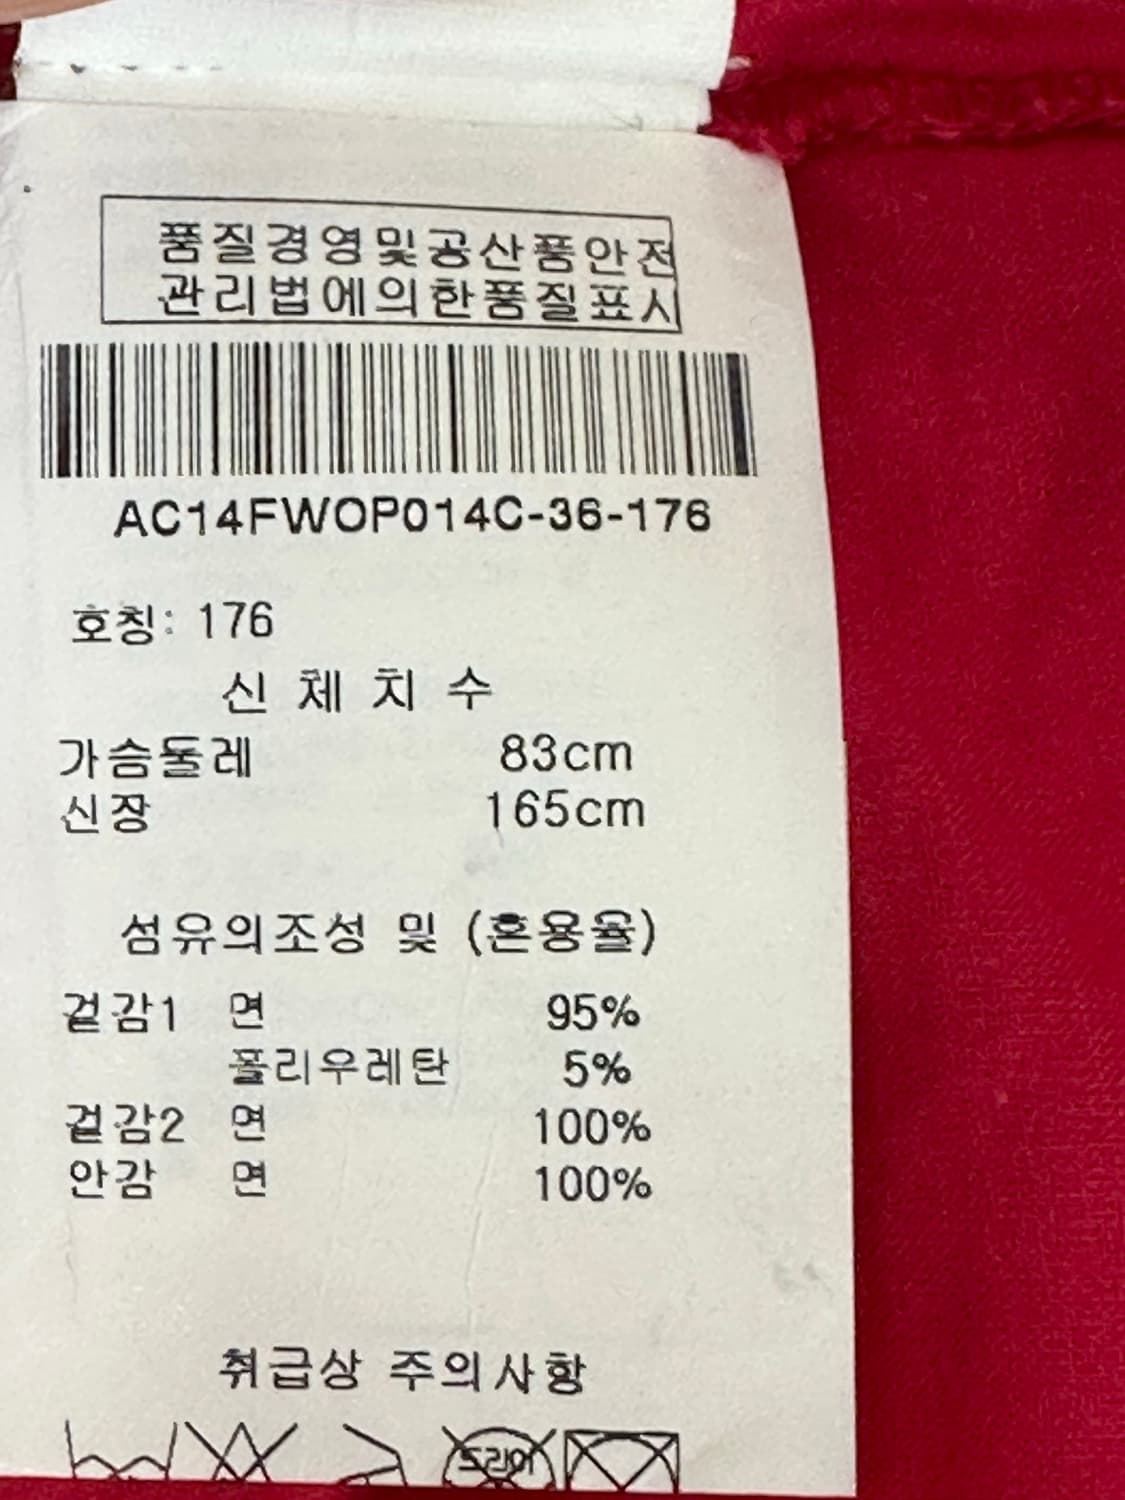 품질경영및공산품안전
관리법에의한품질표시
AC14FWOP014C-36-176
호칭: 176
신 체 치 수
가슴둘레 83cm
신장 165cm
섬유의조성 및 (혼용율)
겉감1 면 95%
폴리우레탄 5%
겉감2 면 100%
안감 면 100%
취급상 주의사항
드라이